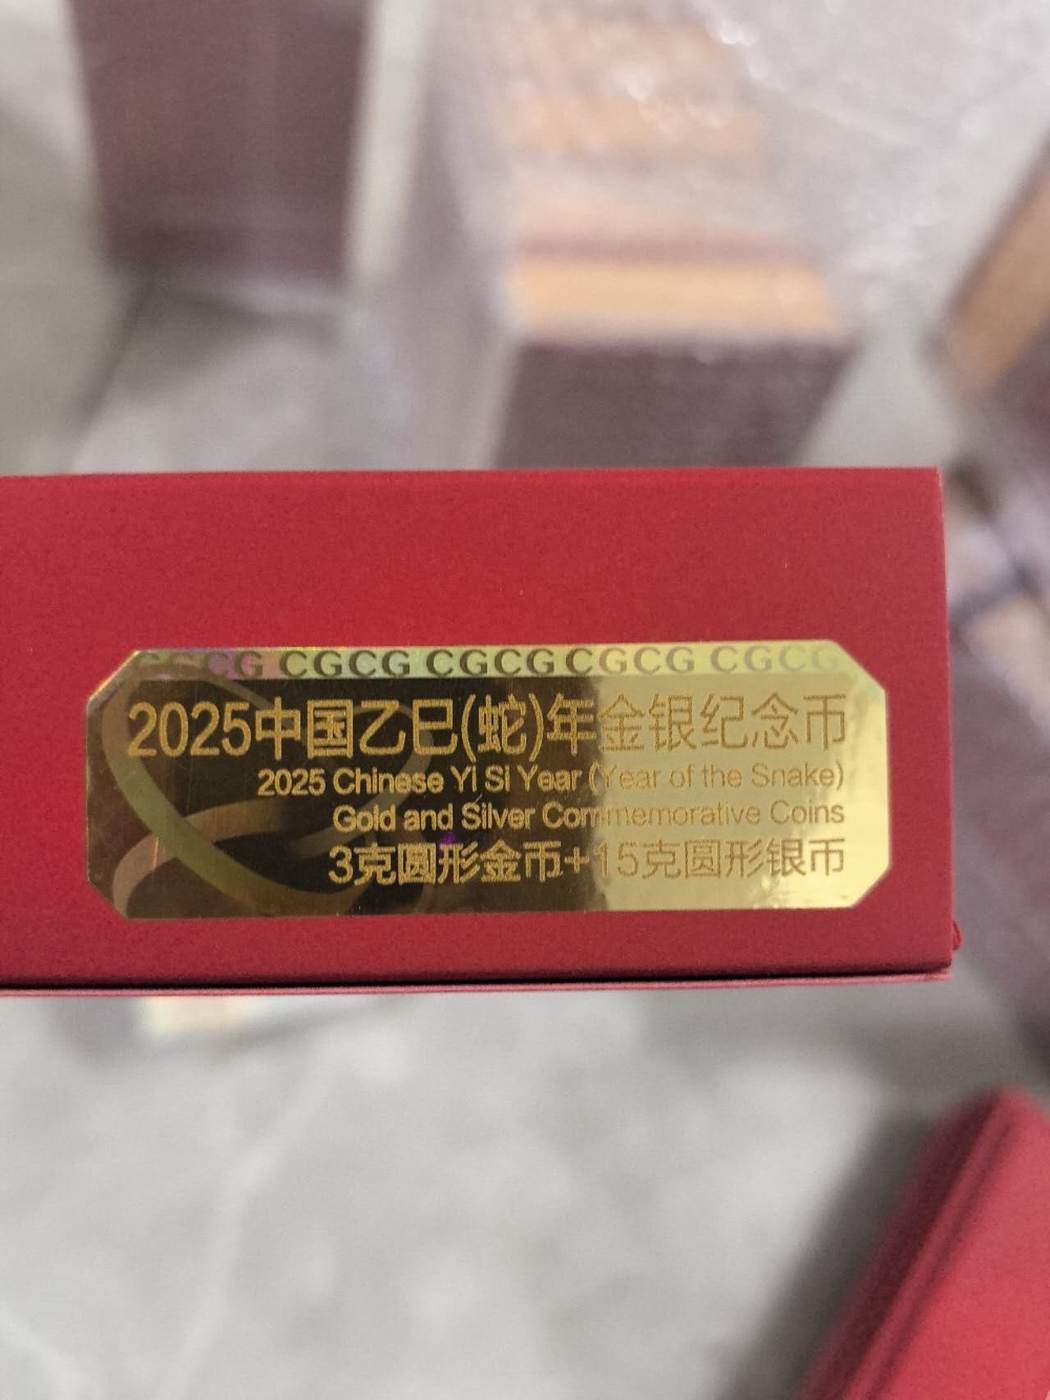 CGCG CGCG CGCG CGCG CGCG
2025中国乙巳(蛇)年金银纪念币
2025 Chinese Yi Si Year (Year of the Snake)
Gold and Silver Commemorative Coins
3克圆形金币+15克圆形银币